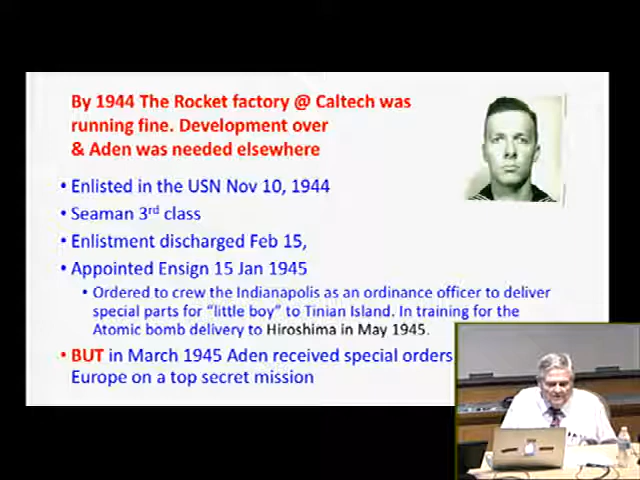 By 1944 The Rocket factory @ Caltech was
running fine. Development over
& Aden was needed elsewhere
• Enlisted in the USN Nov 10, 1944
• Seaman 3rd class
• Enlistment discharged Feb 15,
• Appointed Ensign 15 Jan 1945
• Ordered to crew the Indianapolis as an ordinance officer to deliver
special parts for "little boy" to Tinian Island. In training for the
Atomic bomb delivery to Hiroshima in May 1945.
• BUT in March 1945 Aden received special orders
Europe on a top secret mission